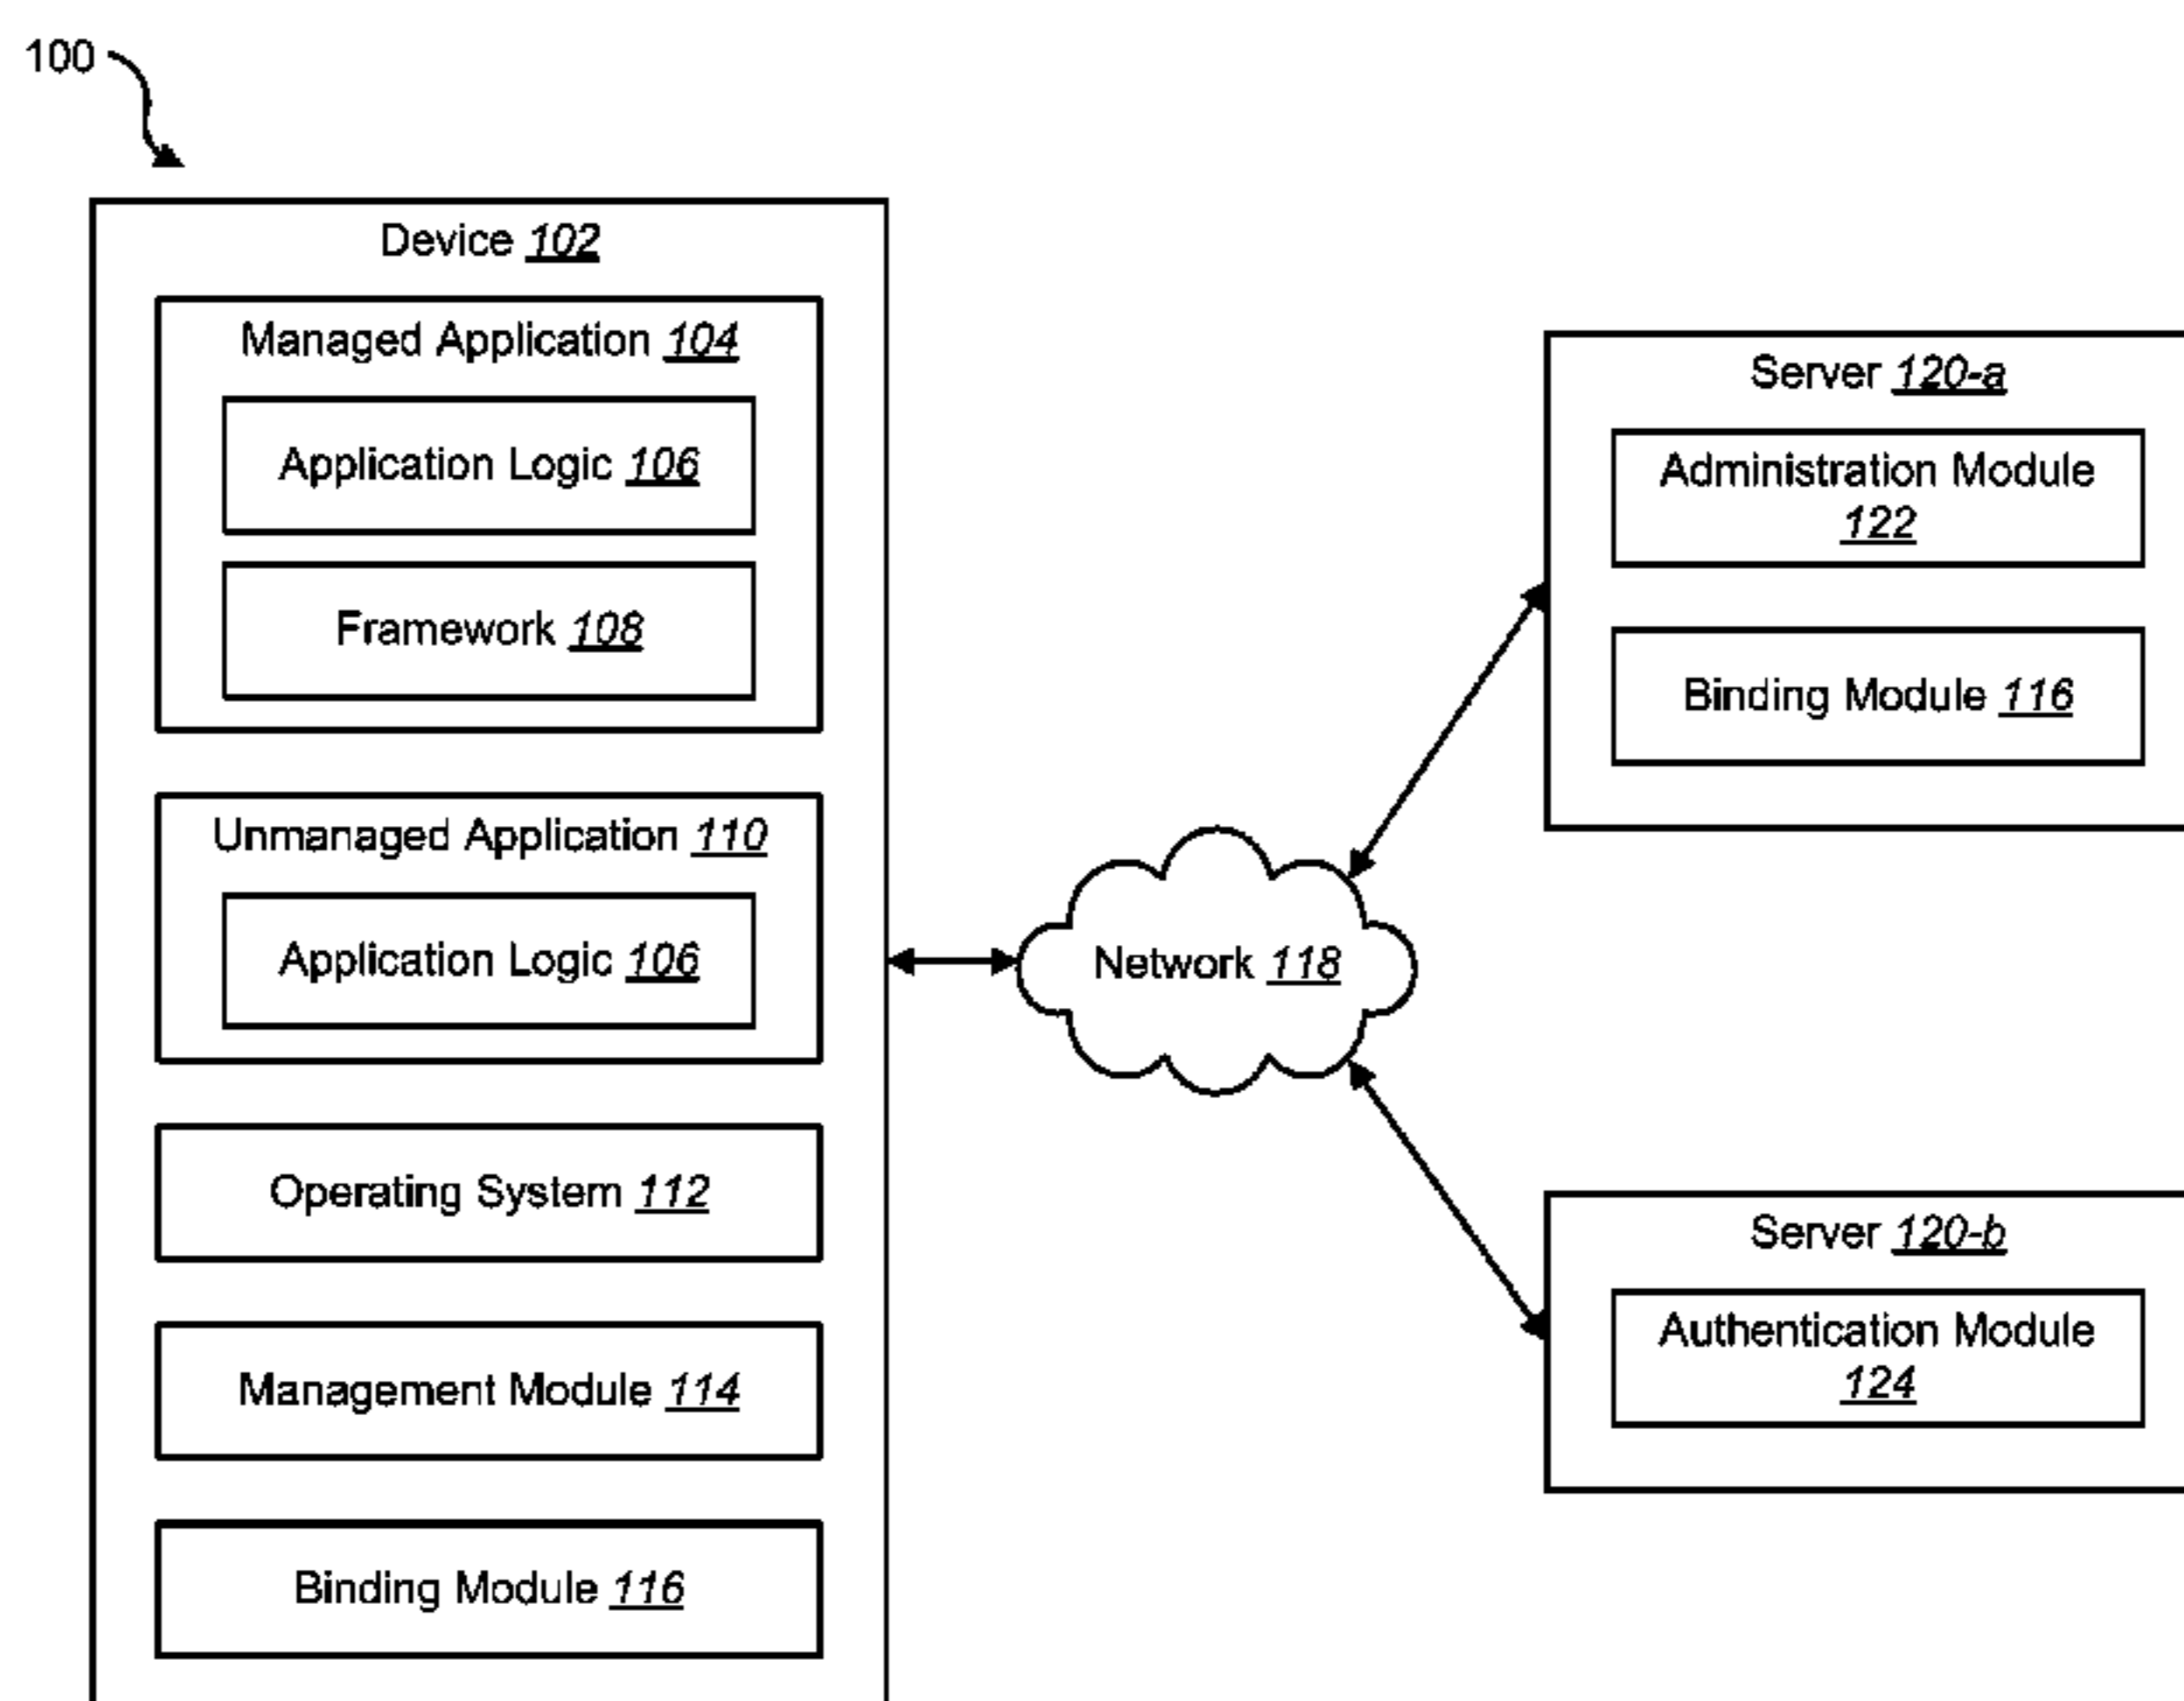 100
Device 102
Managed Application 104
Application Logic 106
Framework 108
Unmanaged Application 110
Application Logic 106
Operating System 112
Management Module 114
Binding Module 116
Network 118
Server 120-a
Administration Module
122
Binding Module 116
Server 120-b
Authentication Module
124